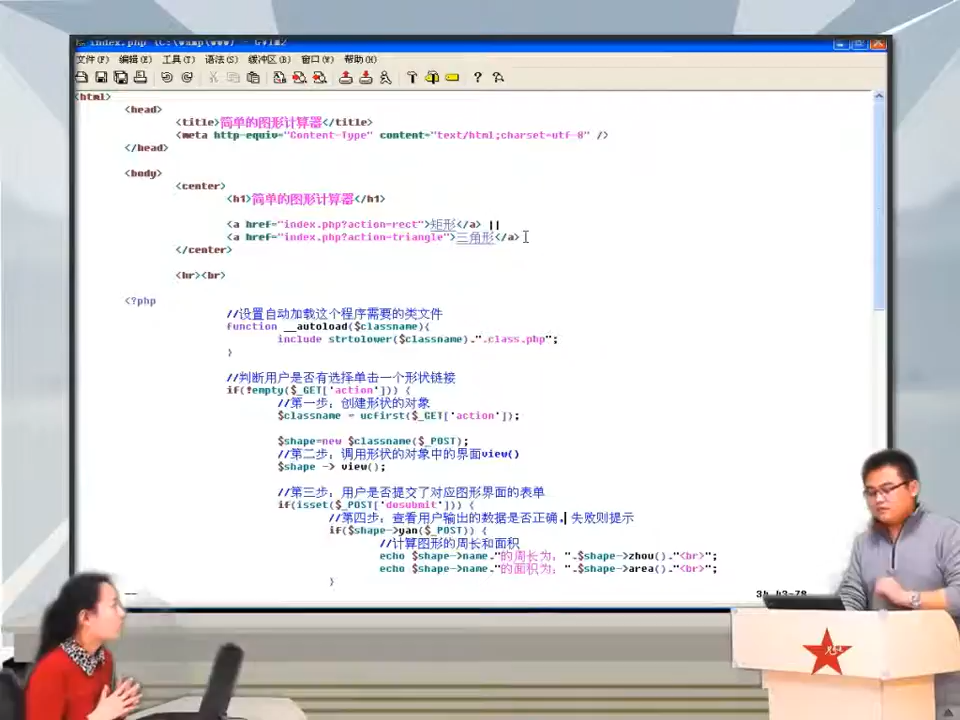 index.php (C:\wamp\www) - GVIM2
文件(F) 编辑(E) 工具(T) 语法(S) 缓冲区(B) 窗口(W) 帮助(H)
<html>
<head>
<title>简单的图形计算器</title>
<meta http-equiv="Content-Type" content="text/html;charset=utf-8" />
</head>
<body>
<center>
<h1>简单的图形计算器</h1>
<a href="index.php?action=rect">矩形</a> ||
<a href="index.php?action=triangle">三角形</a>
</center>
<hr><br>
<?php
//设置自动加载这个程序需要的类文件
function __autoload($classname){
include strtolower($classname).".class.php";
}
//判断用户是否有选择单击一个形状链接
if(!empty($_GET['action'])) {
//第一步：创建形状的对象
$classname = ucfirst($_GET['action']);
$shape=new $classname($_POST);
//第二步：调用形状的对象中的界面view()
$shape -> view();
//第三步：用户是否提交了对应图形界面的表单
if(isset($_POST['dosubmit'])) {
//第四步：查看用户输出的数据是否正确，失败则提示
if($shape->yan($_POST)) {
//计算图形的周长和面积
echo $shape->name."的周长为：".$shape->zhou()."<br>";
echo $shape->name."的面积为：".$shape->area()."<br>";
}